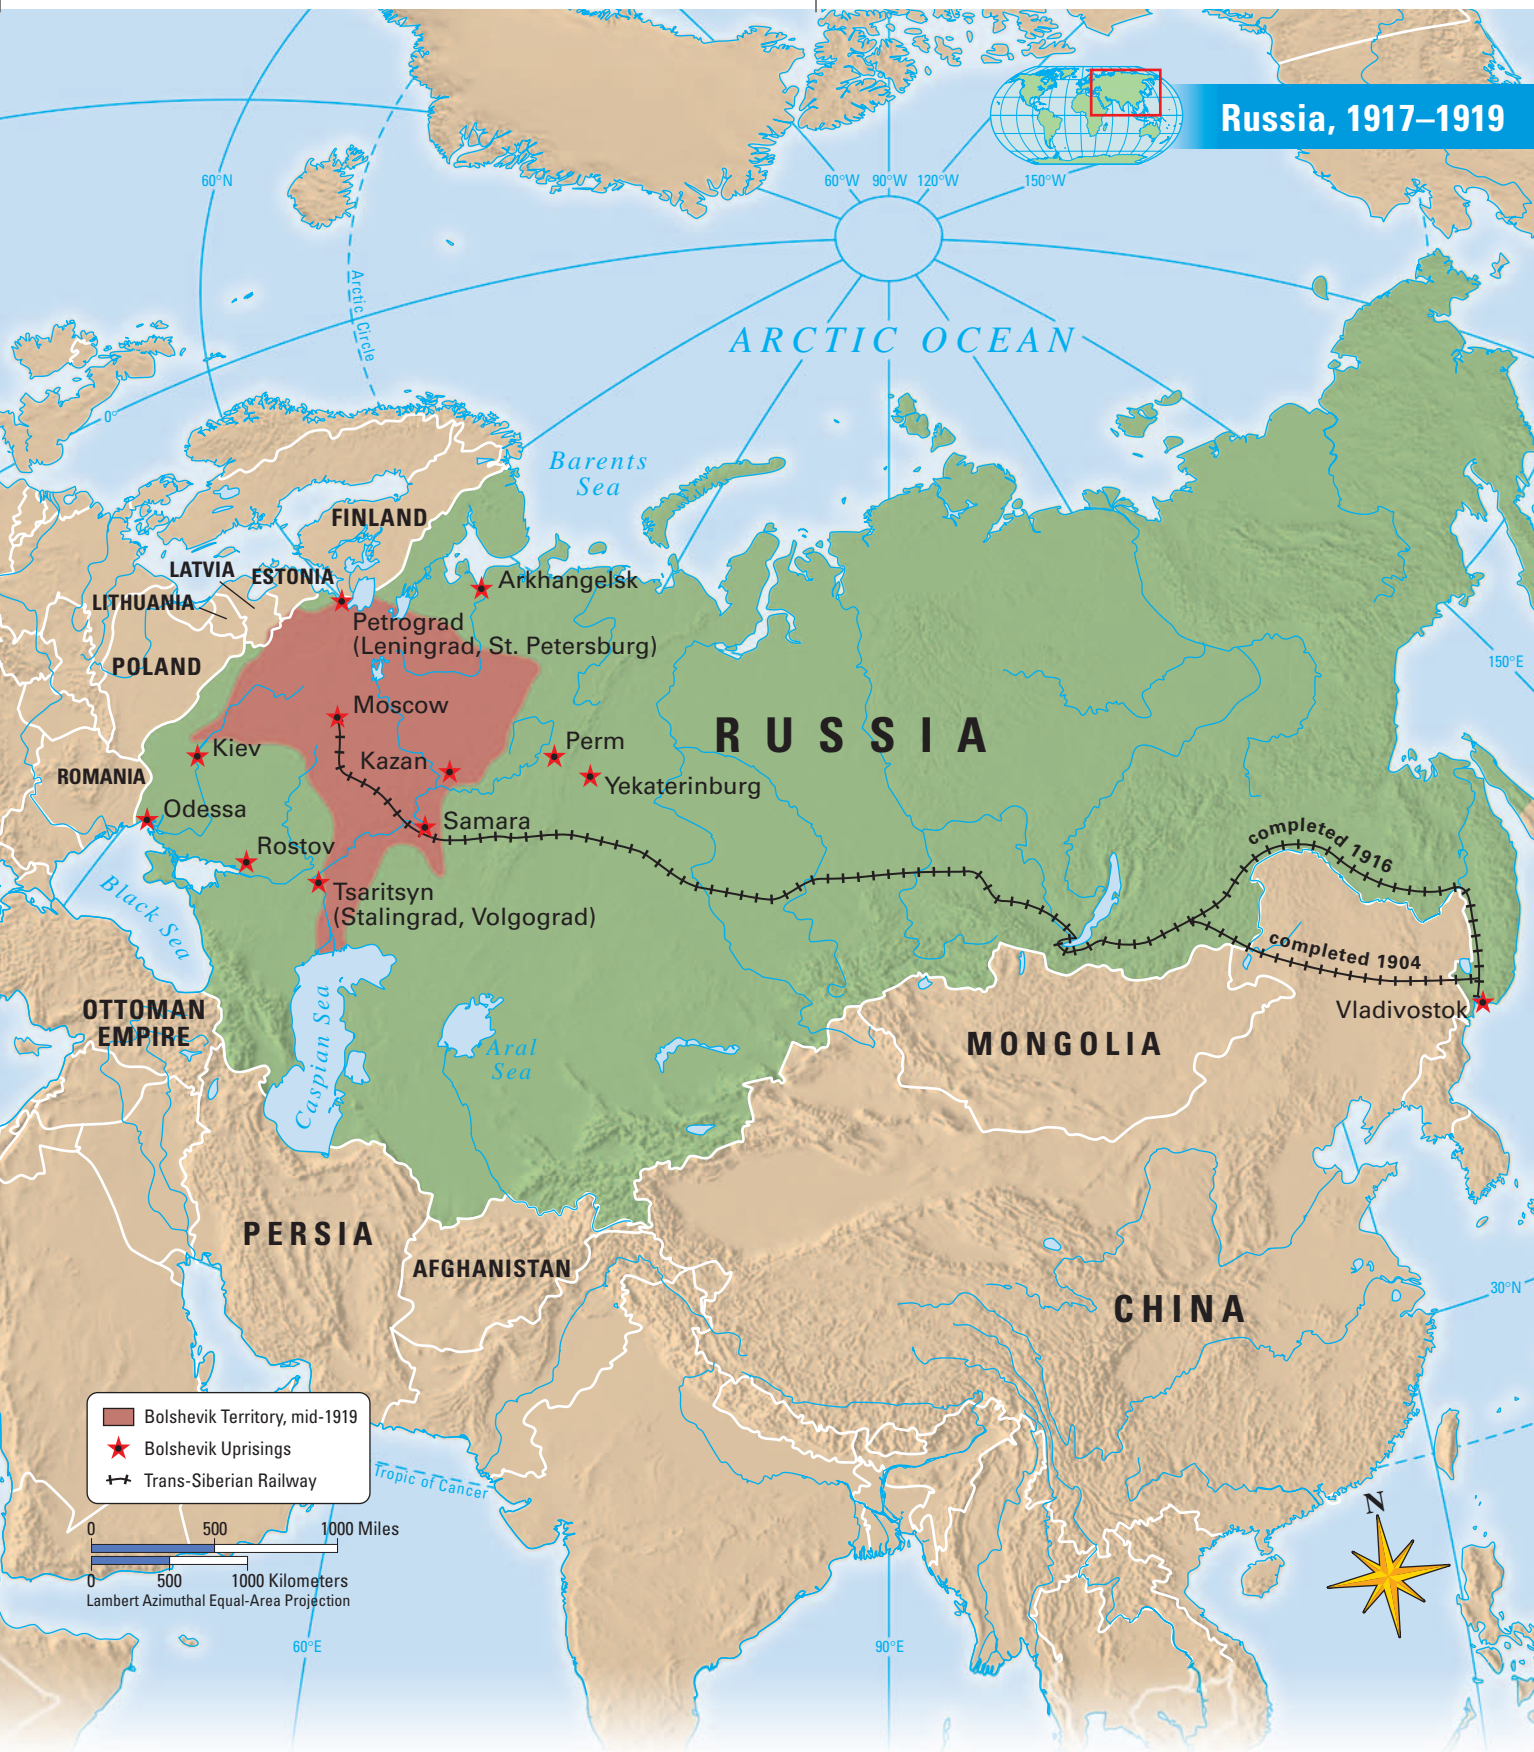 Russia, 1917–1919
60°N
60°W
90°W
120°W
150°W
Arctic Circle
ARCTIC OCEAN
0°
Barents
Sea
FINLAND
LATVIA
ESTONIA
LITHUANIA
Arkhangelsk
Petrograd
(Leningrad, St. Petersburg)
POLAND
150°E
Moscow
RUSSIA
Kiev
Perm
Kazan
ROMANIA
Yekaterinburg
Odessa
Samara
Rostov
completed 1916
Tsaritsyn
(Stalingrad, Volgograd)
Black Sea
completed 1904
OTTOMAN
EMPIRE
Vladivostok
Caspian Sea
Aral
Sea
MONGOLIA
PERSIA
AFGHANISTAN
30°N
CHINA
Bolshevik Territory, mid-1919
Bolshevik Uprisings
Trans-Siberian Railway
Tropic of Cancer
N
0 500 1000 Miles
0 500 1000 Kilometers
Lambert Azimuthal Equal-Area Projection
60°E
90°E